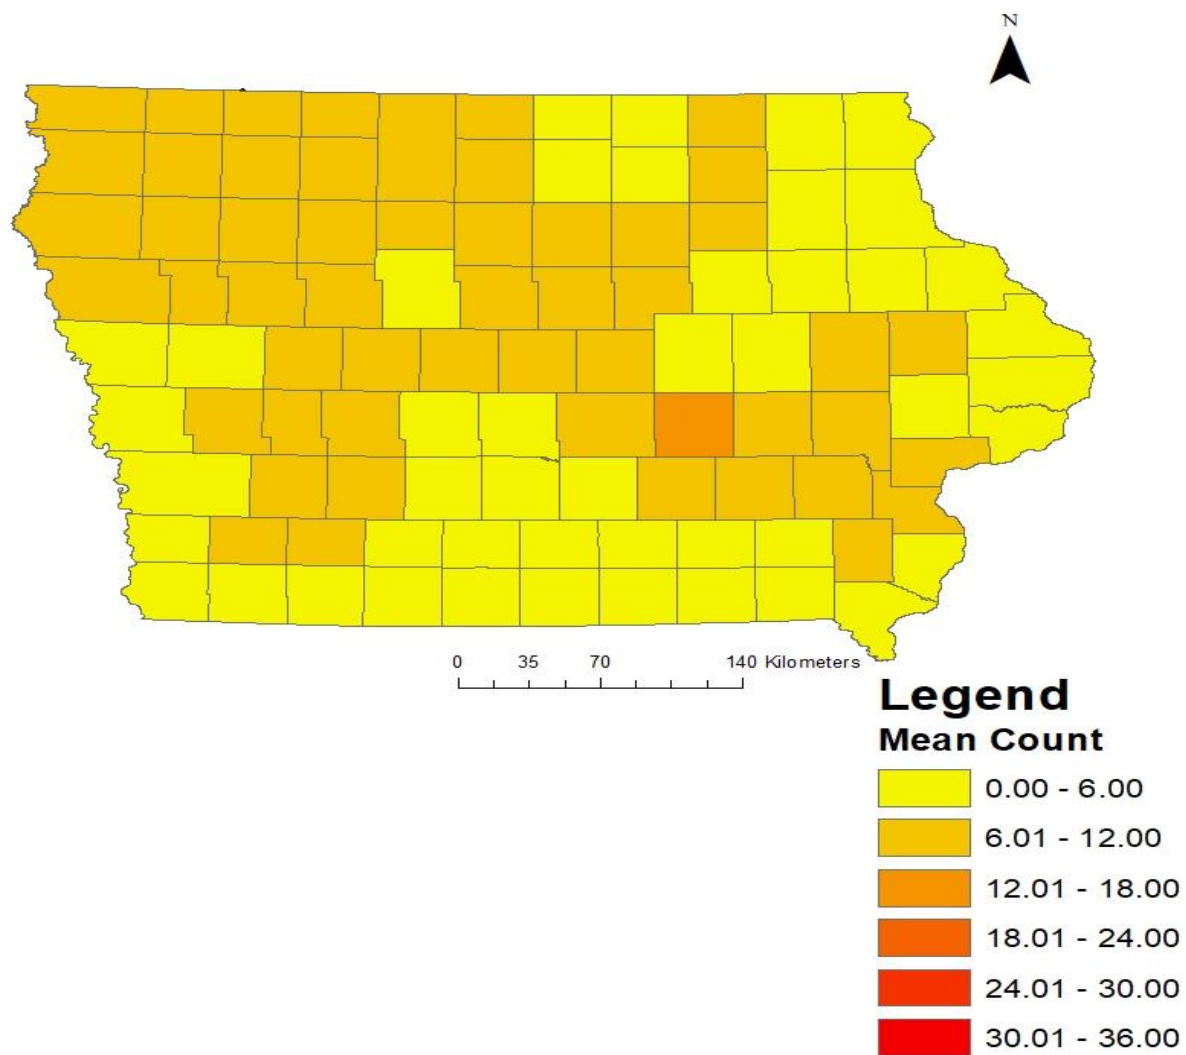 N
0 35 70 140 Kilometers
Legend
Mean Count
0.00 - 6.00
6.01 - 12.00
12.01 - 18.00
18.01 - 24.00
24.01 - 30.00
30.01 - 36.00